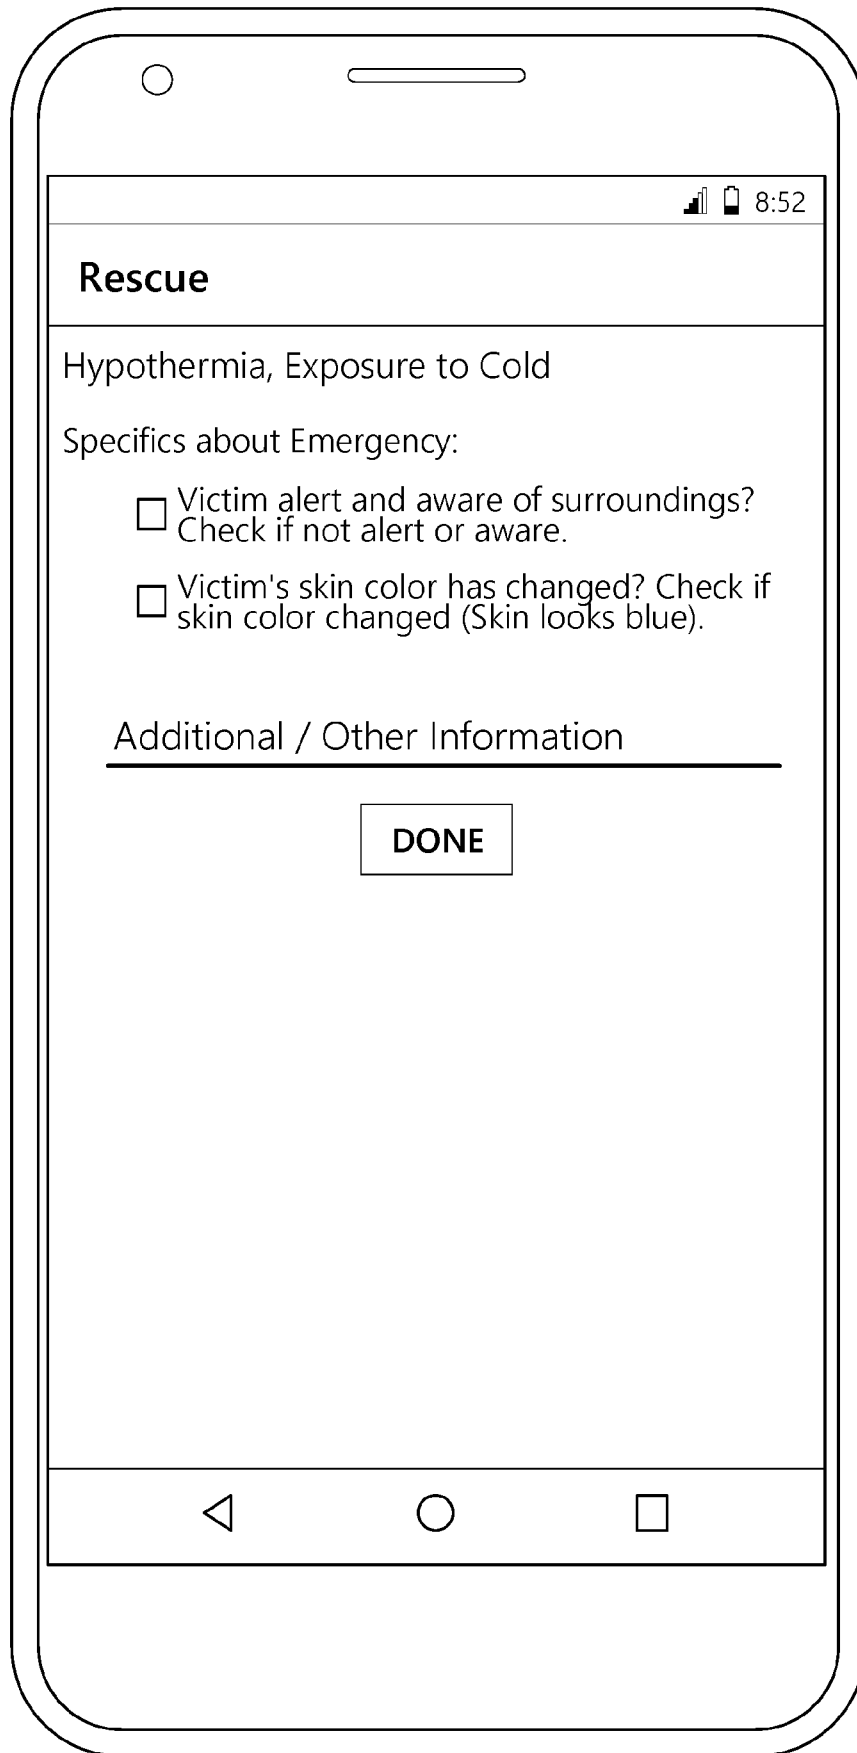 8:52
Rescue
Hypothermia, Exposure to Cold
Specifics about Emergency:
Victim alert and aware of surroundings?
Check if not alert or aware.
Victim's skin color has changed? Check if
skin color changed (Skin looks blue).
Additional / Other Information
DONE